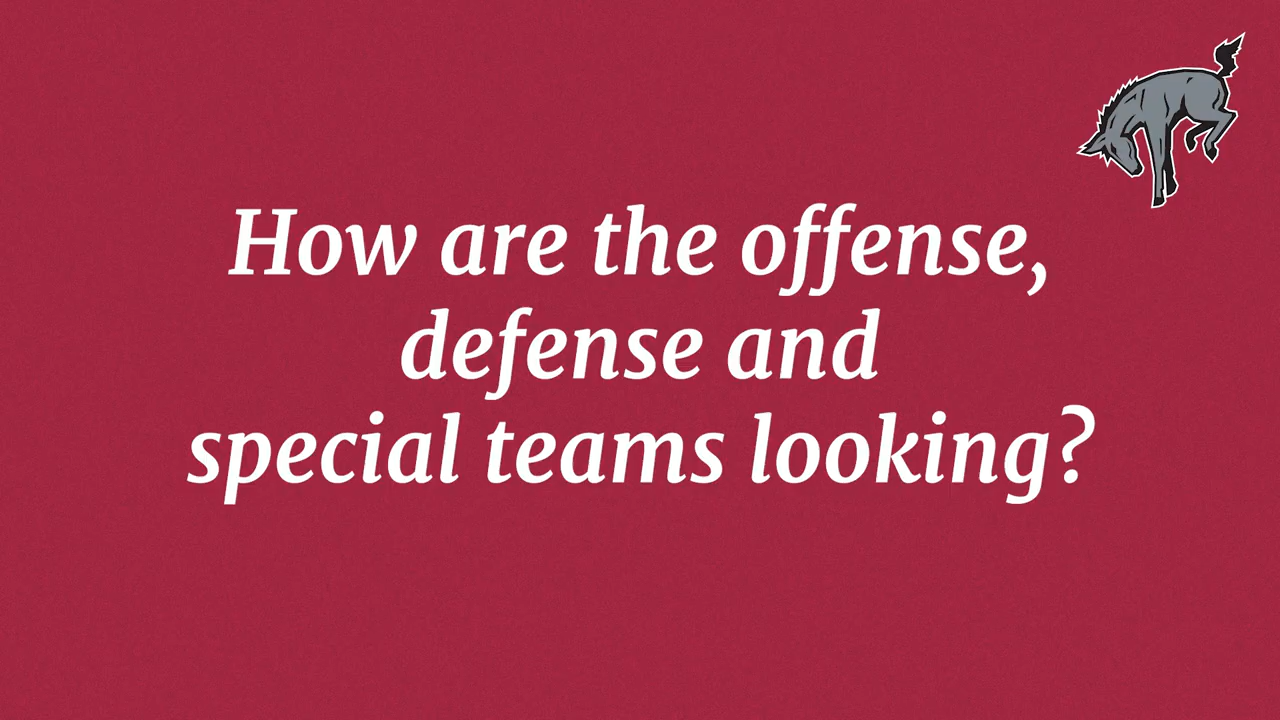 How are the offense,
defense and
special teams looking?